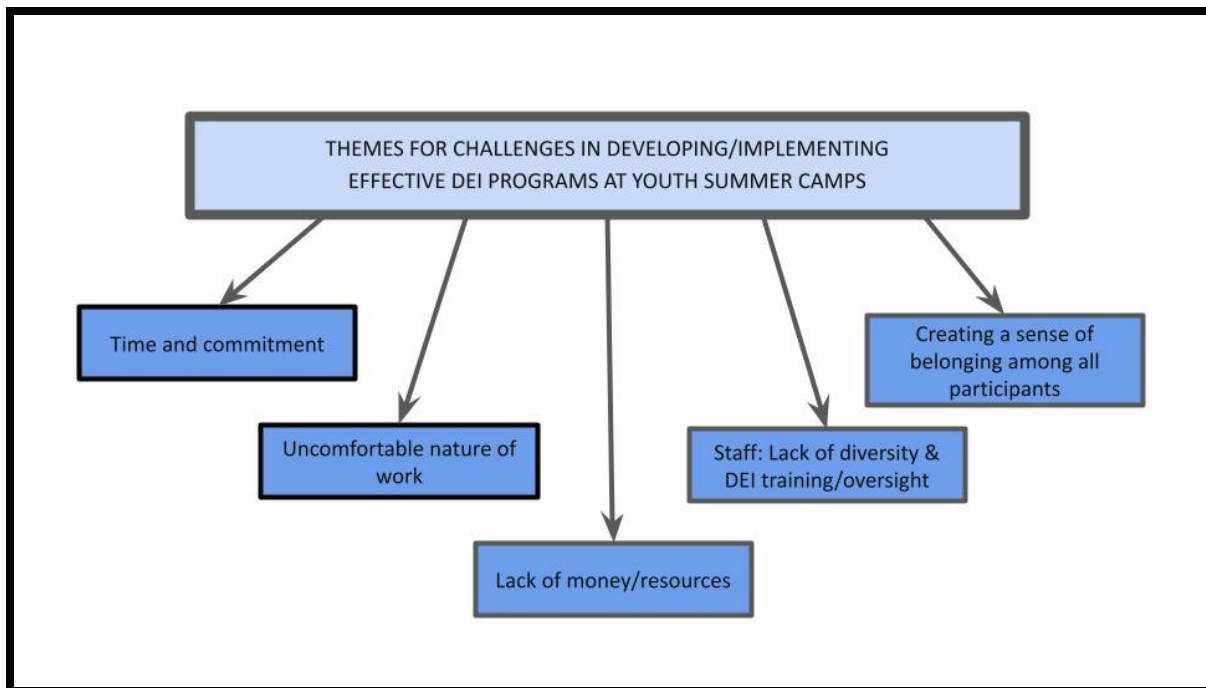 THEMES FOR CHALLENGES IN DEVELOPING/IMPLEMENTING
EFFECTIVE DEI PROGRAMS AT YOUTH SUMMER CAMPS
Time and commitment
Uncomfortable nature of
work
Lack of money/resources
Staff: Lack of diversity &
DEI training/oversight
Creating a sense of
belonging among all
participants